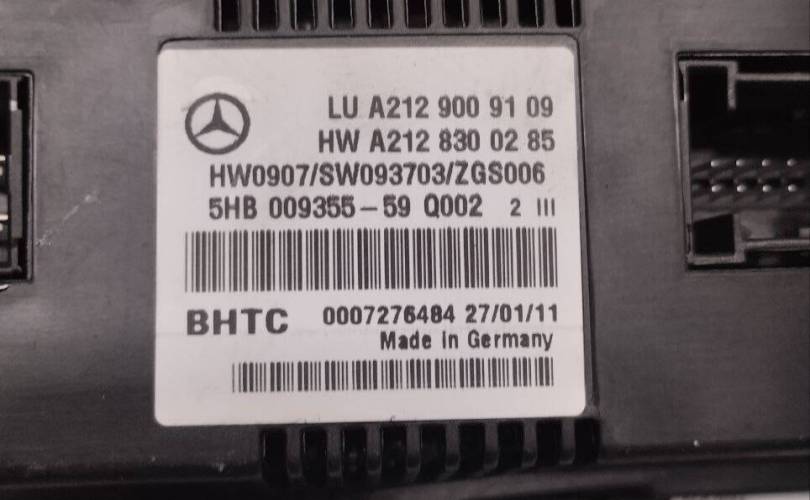 LU A212 900 91 09
HW A212 830 02 85
HW0907/SW093703/ZGS006
5HB 009355-59 Q002 2 III
BHTC 0007276484 27/01/11
Made in Germany